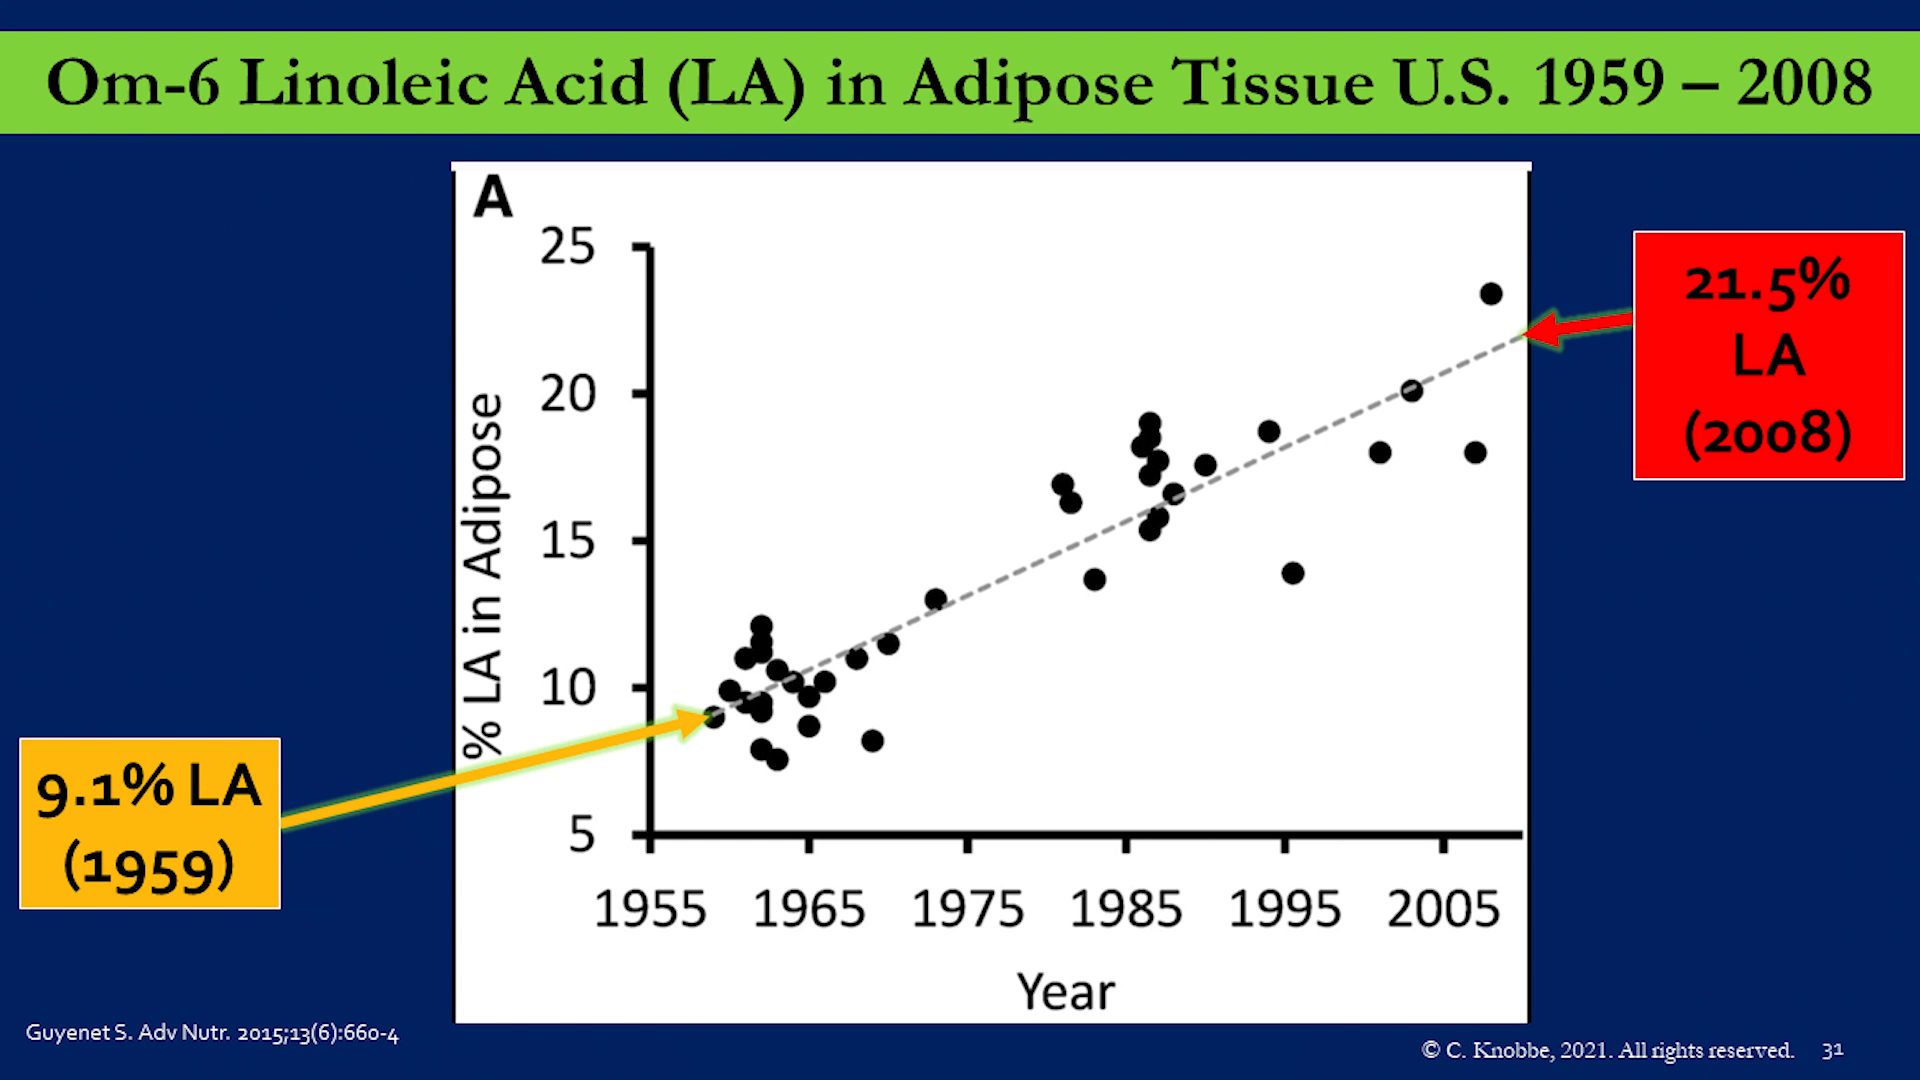 Om-6 Linoleic Acid (LA) in Adipose Tissue U.S. 1959 – 2008
A
25
20
15
10
5
% LA in Adipose
1955 1965 1975 1985 1995 2005
Year
9.1% LA
(1959)
21.5%
LA
(2008)
Guyenet S. Adv Nutr. 2015;13(6):660-4
© C. Knobbe, 2021. All rights reserved. 31